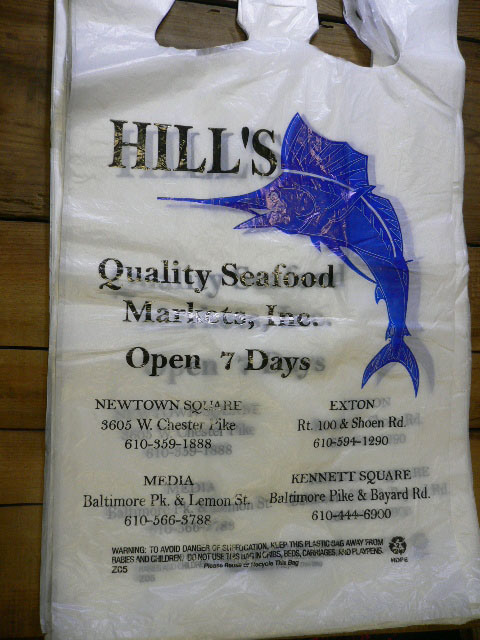 HILL'S
Quality Seafood
Markets, Inc.
Open 7 Days
NEWTOWN SQUARE
3605 W. Chester Pike
610-359-1888
EXTON
Rt. 100 & Shoen Rd.
610-594-1290
MEDIA
Baltimore Pk. & Lemon St.
610-566-3788
KENNETT SQUARE
Baltimore Pike & Bayard Rd.
610-444-6900
WARNING: TO AVOID DANGER OF SUFFOCATION, KEEP THIS PLASTIC BAG AWAY FROM
BABIES AND CHILDREN. DO NOT USE THIS BAG IN CRIBS, BEDS, CARRIAGES, AND PLAYPENS.
Please Reuse or Recycle This Bag
2
HDPE